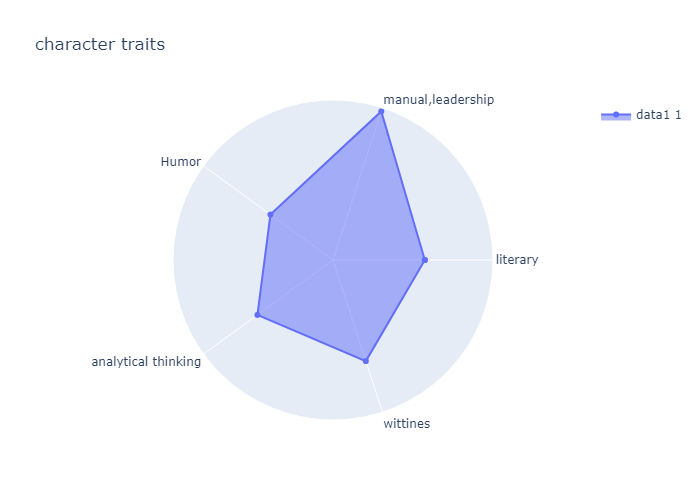 character traits
manual,leadership
data1 1
Humor
literary
analytical thinking
wittines